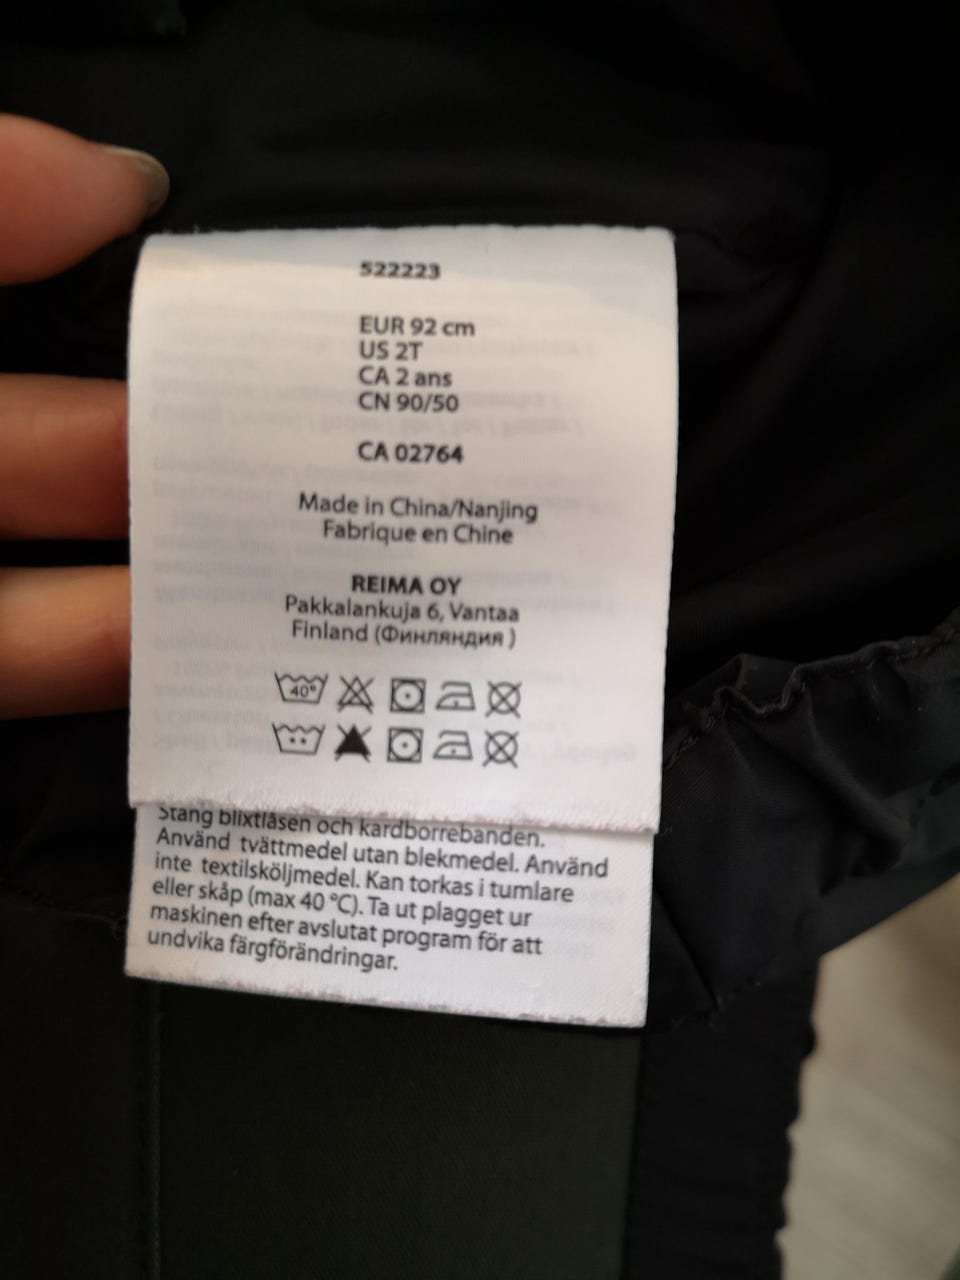 522223
EUR 92 cm
US 2T
CA 2 ans
CN 90/50
CA 02764
Made in China/Nanjing
Fabrique en Chine
REIMA OY
Pakkalankuja 6, Vantaa
Finland (Финляндия )
40°
Stäng blixtlåsen och kardborrebanden.
Använd tvättmedel utan blekmedel. Använd
inte textilsköljmedel. Kan torkas i tumlare
eller skåp (max 40 °C). Ta ut plagget ur
maskinen efter avslutat program för att
undvika färgförändringar.